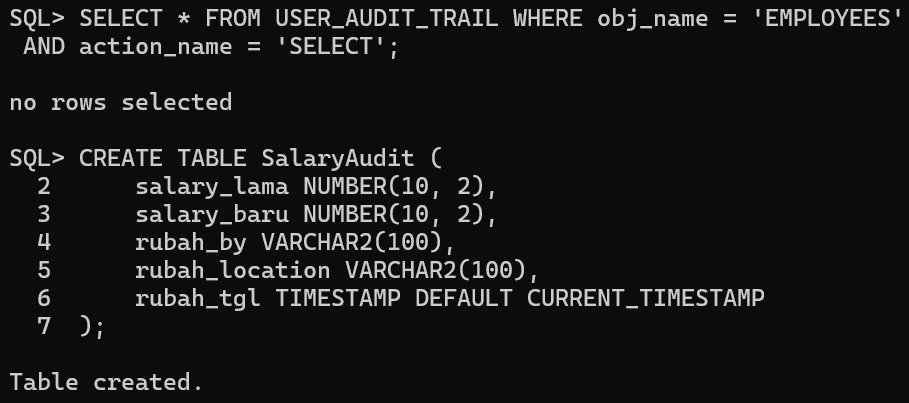 SQL> SELECT * FROM USER_AUDIT_TRAIL WHERE obj_name = 'EMPLOYEES'
 AND action_name = 'SELECT';
no rows selected
SQL> CREATE TABLE SalaryAudit (
  2      salary_lama NUMBER(10, 2),
  3      salary_baru NUMBER(10, 2),
  4      rubah_by VARCHAR2(100),
  5      rubah_location VARCHAR2(100),
  6      rubah_tgl TIMESTAMP DEFAULT CURRENT_TIMESTAMP
  7  );
Table created.